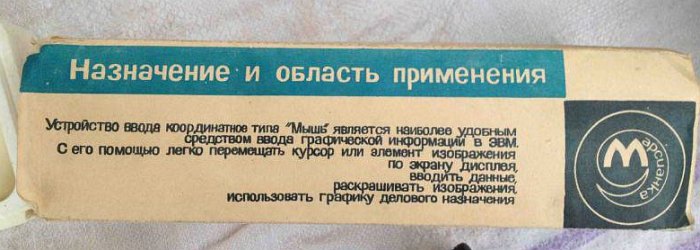 Назначение и область применения
Устройство ввода координатное типа "Мышь" является наиболее удобным
средством ввода графической информации в ЭВМ.
С его помощью легко перемещать курсор или элемент изображения
по экрану дисплея,
вводить данные,
раскрашивать изображения,
использовать графику делового назначения
Марсианка